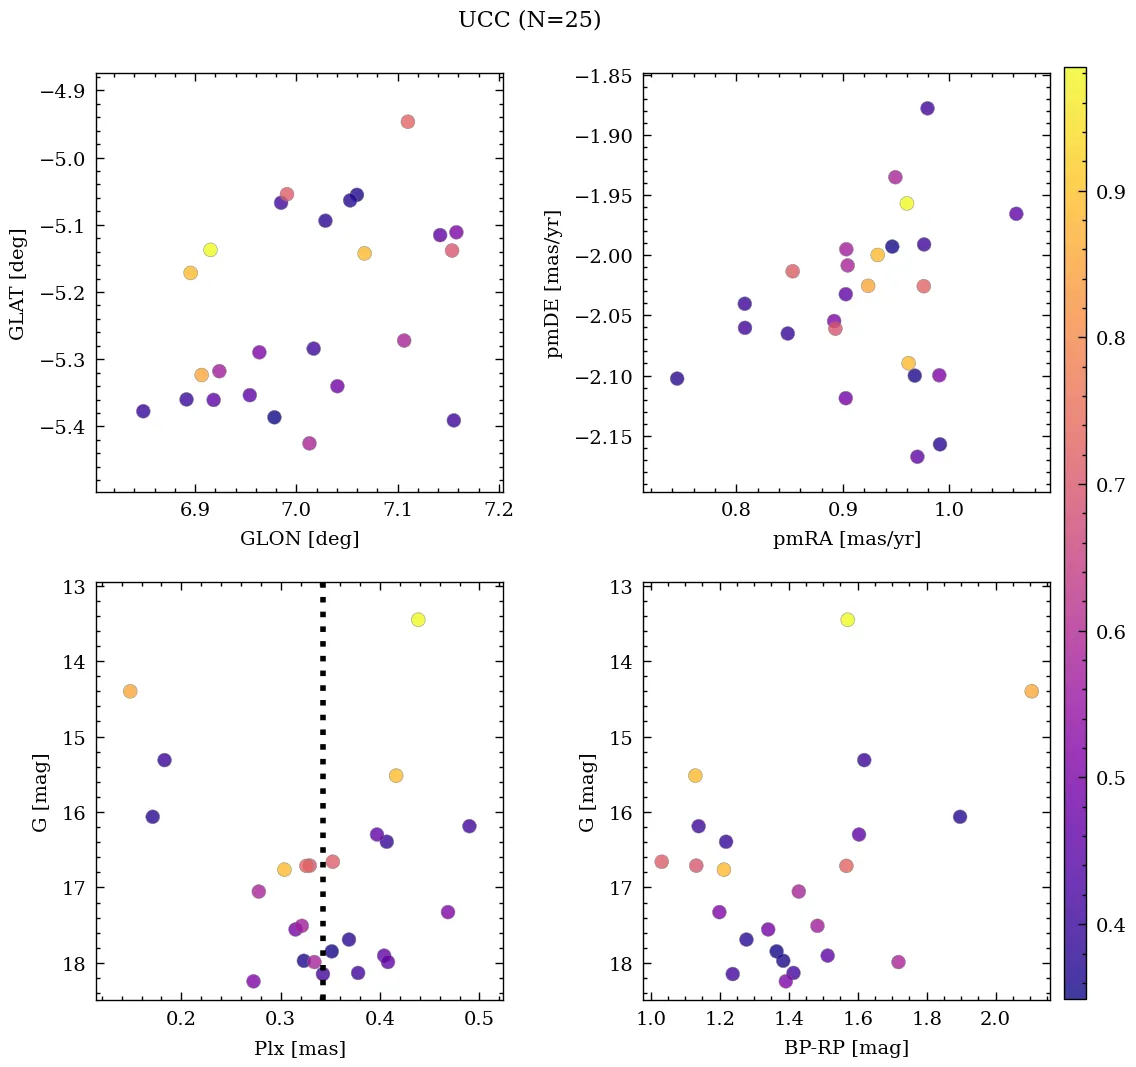 UCC (N=25)
−4.9
−5.0
−5.1
−5.2
−5.3
−5.4
GLAT [deg]
6.9 7.0 7.1 7.2
GLON [deg]
−1.85
−1.90
−1.95
−2.00
−2.05
−2.10
−2.15
pmDE [mas/yr]
0.8 0.9 1.0
pmRA [mas/yr]
13
14
15
16
17
18
G [mag]
0.2 0.3 0.4 0.5
Plx [mas]
13
14
15
16
17
18
G [mag]
1.0 1.2 1.4 1.6 1.8 2.0
BP-RP [mag]
0.9
0.8
0.7
0.6
0.5
0.4